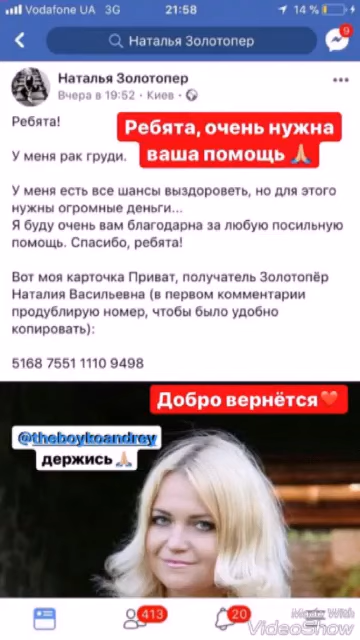 Vodafone UA 3G 21:58 14 %
Наталья Золотопер
9
Наталья Золотопер
Вчера в 19:52 · Киев ·
Ребята!
Ребята, очень нужна
ваша помощь 🙏🏻
У меня рак груди.
У меня есть все шансы выздороветь, но для этого
нужны огромные деньги...
Я буду очень вам благодарна за любую посильную
помощь. Спасибо, ребята!
Вот моя карточка Приват, получатель Золотопёр
Наталия Васильевна (в первом комментарии
продублирую номер, чтобы было удобно
копировать):
5168 7551 1110 9498
Добро вернётся❤️
@theboykoandrey
держись🙏🏻
413
20
Made With
VideoShow